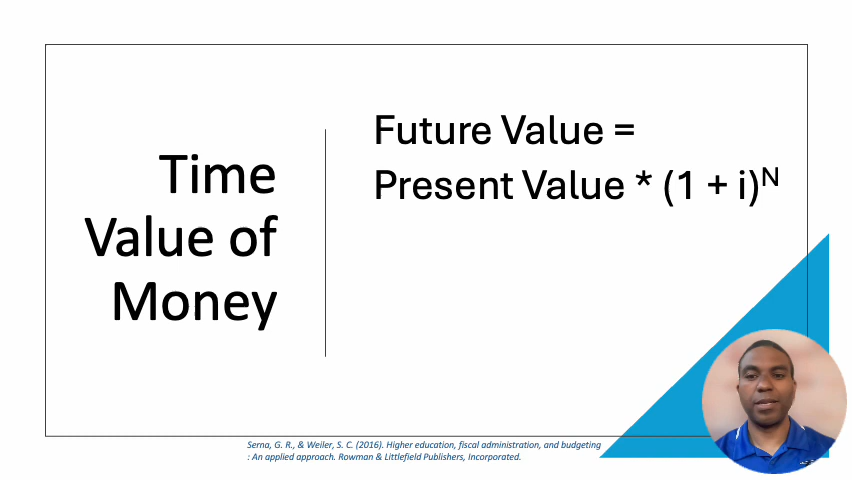 Time
Value of
Money
Future Value =
Present Value * (1 + i)ᴺ
Serna, G. R., & Weiler, S. C. (2016). Higher education, fiscal administration, and budgeting
: An applied approach. Rowman & Littlefield Publishers, Incorporated.